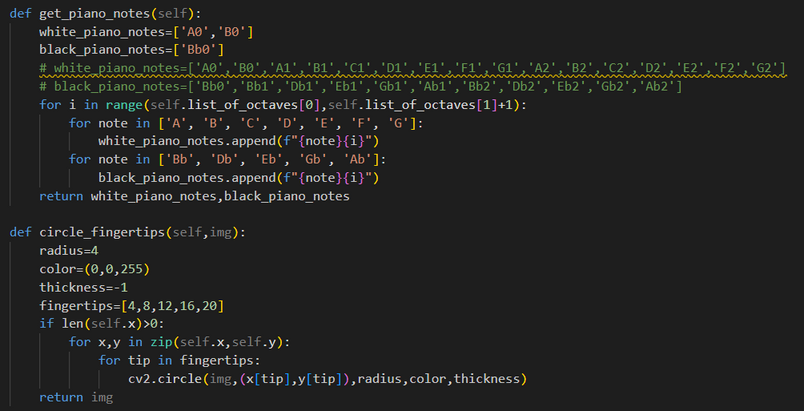 def get_piano_notes(self):
    white_piano_notes=['A0','B0']
    black_piano_notes=['Bb0']
    # white_piano_notes=['A0','B0','A1','B1','C1','D1','E1','F1','G1','A2','B2','C2','D2','E2','F2','G2']
    # black_piano_notes=['Bb0','Bb1','Db1','Eb1','Gb1','Ab1','Bb2','Db2','Eb2','Gb2','Ab2']
    for i in range(self.list_of_octaves[0],self.list_of_octaves[1]+1):
        for note in ['A', 'B', 'C', 'D', 'E', 'F', 'G']:
            white_piano_notes.append(f"{note}{i}")
        for note in ['Bb', 'Db', 'Eb', 'Gb', 'Ab']:
            black_piano_notes.append(f"{note}{i}")
    return white_piano_notes,black_piano_notes

def circle_fingertips(self,img):
    radius=4
    color=(0,0,255)
    thickness=-1
    fingertips=[4,8,12,16,20]
    if len(self.x)>0:
        for x,y in zip(self.x,self.y):
            for tip in fingertips:
                cv2.circle(img,(x[tip],y[tip]),radius,color,thickness)
    return img